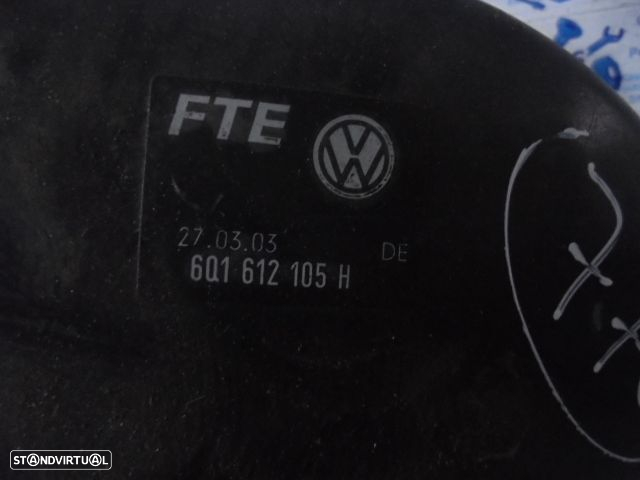 FTE
27.03.03 DE
6Q1 612 105 H
STANDVIRTUAL